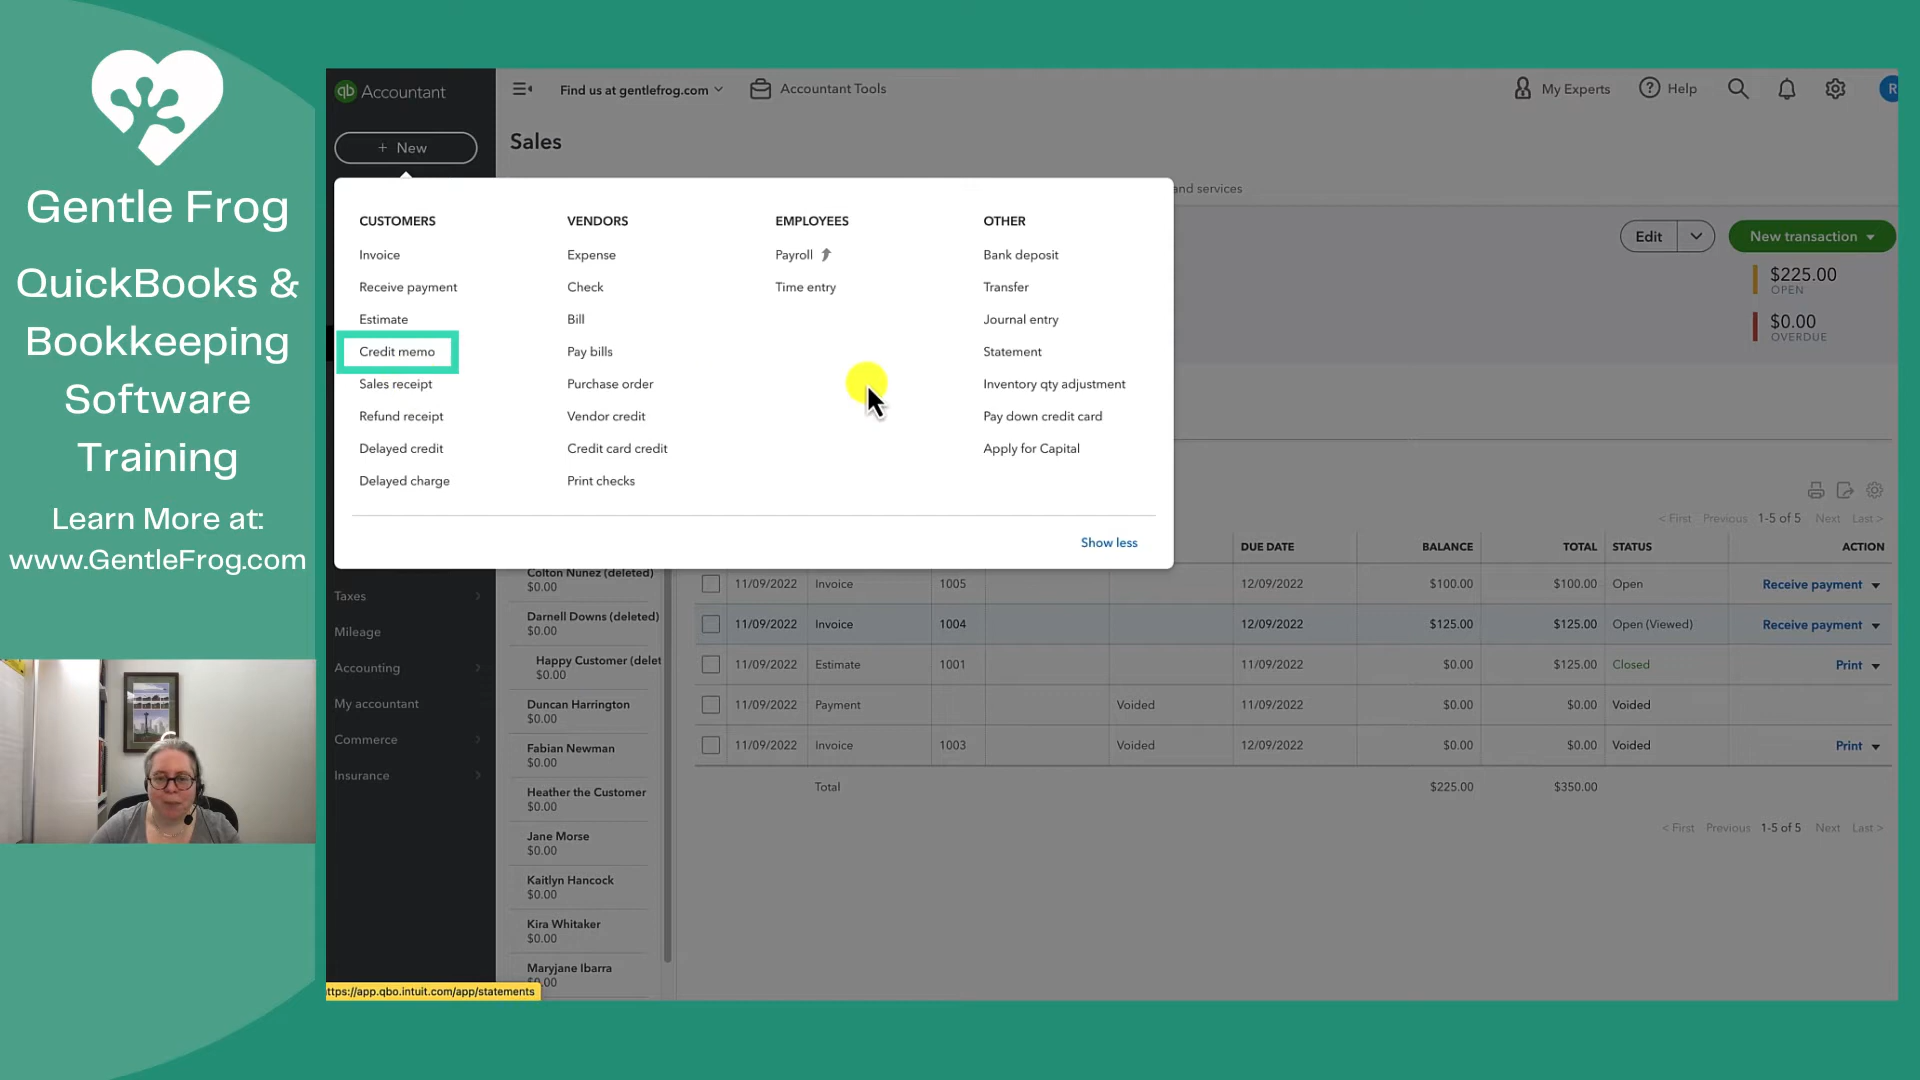 Gentle Frog
QuickBooks &
Bookkeeping
Software
Training
Learn More at:
www.GentleFrog.com
qb Accountant
Find us at gentlefrog.com
Accountant Tools
My Experts
Help
R
+ New
Sales
and services
CUSTOMERS
Invoice
Receive payment
Estimate
Credit memo
Sales receipt
Refund receipt
Delayed credit
Delayed charge
VENDORS
Expense
Check
Bill
Pay bills
Purchase order
Vendor credit
Credit card credit
Print checks
EMPLOYEES
Payroll
Time entry
OTHER
Bank deposit
Transfer
Journal entry
Statement
Inventory qty adjustment
Pay down credit card
Apply for Capital
Show less
Edit
New transaction
$225.00
OPEN
$0.00
OVERDUE
< First Previous 1-5 of 5 Next Last >
DUE DATE BALANCE TOTAL STATUS ACTION
11/09/2022 Invoice 1005 12/09/2022 $100.00 $100.00 Open Receive payment
11/09/2022 Invoice 1004 12/09/2022 $125.00 $125.00 Open (Viewed) Receive payment
11/09/2022 Estimate 1001 11/09/2022 $0.00 $125.00 Closed Print
11/09/2022 Payment Voided 11/09/2022 $0.00 $0.00 Voided
11/09/2022 Invoice 1003 Voided 12/09/2022 $0.00 $0.00 Voided Print
Total $225.00 $350.00
< First Previous 1-5 of 5 Next Last >
Taxes
Mileage
Accounting
My accountant
Commerce
Insurance
Colton Nunez (deleted)
$0.00
Darnell Downs (deleted)
$0.00
Happy Customer (delet
$0.00
Duncan Harrington
$0.00
Fabian Newman
$0.00
Heather the Customer
$0.00
Jane Morse
$0.00
Kaitlyn Hancock
$0.00
Kira Whitaker
$0.00
Maryjane Ibarra
$0.00
ttps://app.qbo.intuit.com/app/statements